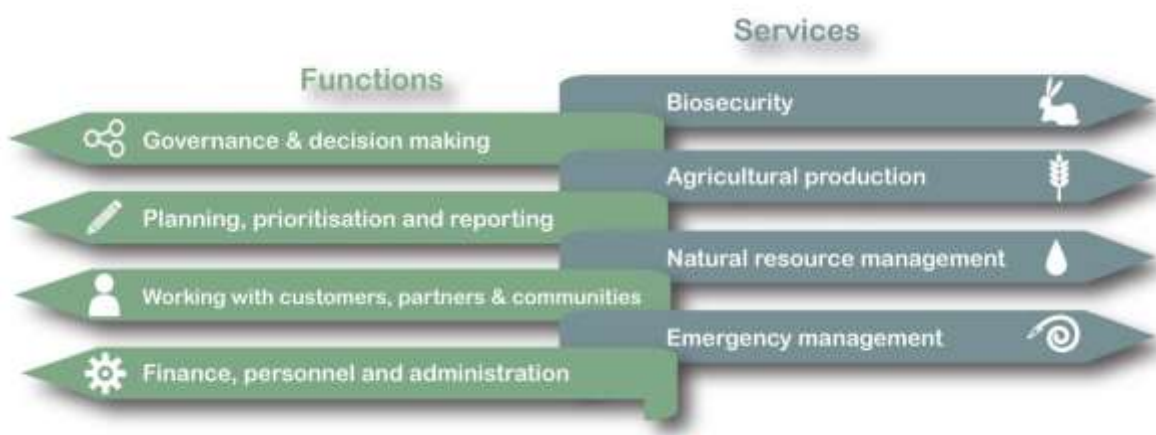 Services
Functions
Biosecurity
Governance & decision making
Agricultural production
Planning, prioritisation and reporting
Natural resource management
Working with customers, partners & communities
Emergency management
Finance, personnel and administration